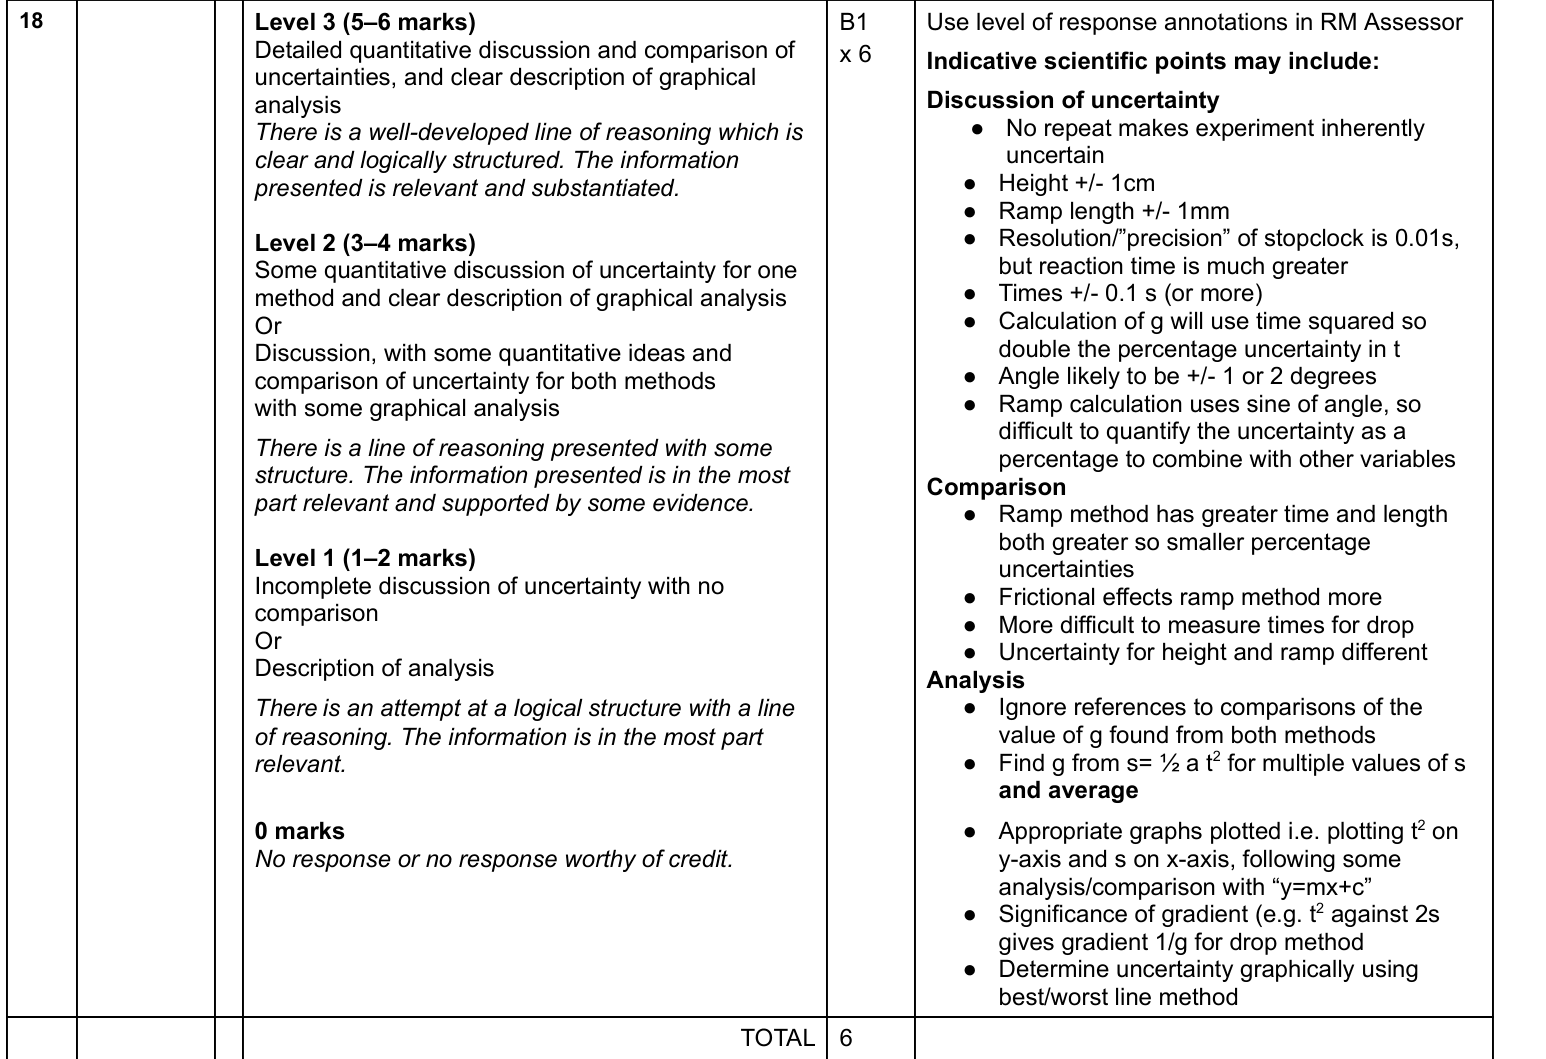 18
Level 3 (5–6 marks)
Detailed quantitative discussion and comparison of
uncertainties, and clear description of graphical
analysis
There is a well-developed line of reasoning which is
clear and logically structured. The information
presented is relevant and substantiated.
Level 2 (3–4 marks)
Some quantitative discussion of uncertainty for one
method and clear description of graphical analysis
Or
Discussion, with some quantitative ideas and
comparison of uncertainty for both methods
with some graphical analysis
There is a line of reasoning presented with some
structure. The information presented is in the most
part relevant and supported by some evidence.
Level 1 (1–2 marks)
Incomplete discussion of uncertainty with no
comparison
Or
Description of analysis
There is an attempt at a logical structure with a line
of reasoning. The information is in the most part
relevant.
0 marks
No response or no response worthy of credit.
B1
x 6
Use level of response annotations in RM Assessor
Indicative scientific points may include:
Discussion of uncertainty
● No repeat makes experiment inherently
uncertain
● Height +/- 1cm
● Ramp length +/- 1mm
● Resolution/”precision” of stopclock is 0.01s,
but reaction time is much greater
● Times +/- 0.1 s (or more)
● Calculation of g will use time squared so
double the percentage uncertainty in t
● Angle likely to be +/- 1 or 2 degrees
● Ramp calculation uses sine of angle, so
difficult to quantify the uncertainty as a
percentage to combine with other variables
Comparison
● Ramp method has greater time and length
both greater so smaller percentage
uncertainties
● Frictional effects ramp method more
● More difficult to measure times for drop
● Uncertainty for height and ramp different
Analysis
● Ignore references to comparisons of the
value of g found from both methods
● Find g from s= ½ a t² for multiple values of s
and average
● Appropriate graphs plotted i.e. plotting t² on
y-axis and s on x-axis, following some
analysis/comparison with “y=mx+c”
● Significance of gradient (e.g. t² against 2s
gives gradient 1/g for drop method
● Determine uncertainty graphically using
best/worst line method
TOTAL
6